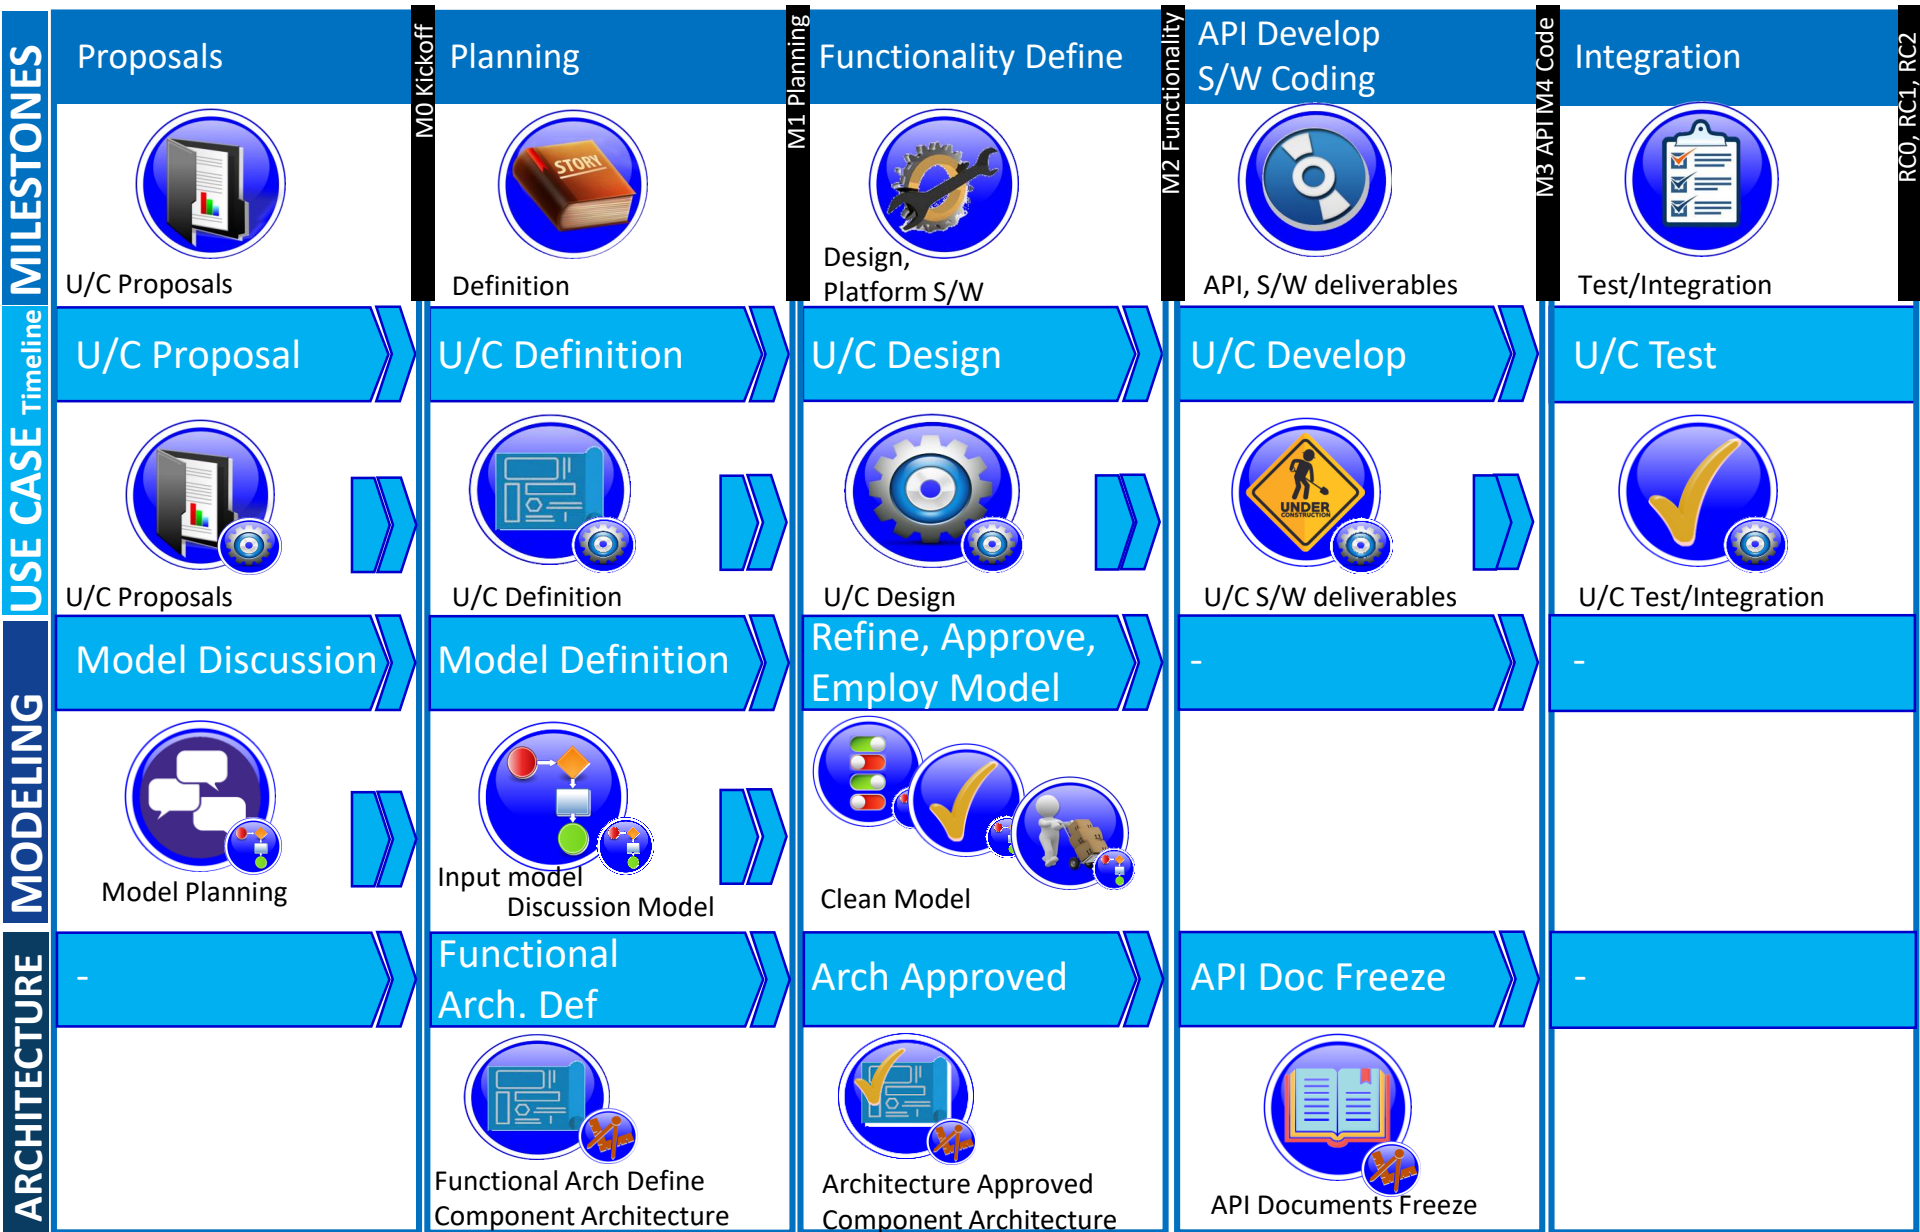 MILESTONES
Proposals
M0 Kickoff
Planning
M1 Planning
Functionality Define
M2 Functionality
API Develop
S/W Coding
M3 API M4 Code
Integration
RC0, RC1, RC2
STORY
U/C Proposals
Definition
Design,
Platform S/W
API, S/W deliverables
Test/Integration
USE CASE Timeline
U/C Proposal
U/C Definition
U/C Design
U/C Develop
U/C Test
UNDER
CONSTRUCTION
U/C Proposals
U/C Definition
U/C Design
U/C S/W deliverables
U/C Test/Integration
MODELING
Model Discussion
Model Definition
Refine, Approve,
Employ Model
-
-
Model Planning
Input model
Discussion Model
Clean Model
ARCHITECTURE
-
Functional
Arch. Def
Arch Approved
API Doc Freeze
-
Functional Arch Define
Component Architecture
Architecture Approved
Component Architecture
API Documents Freeze